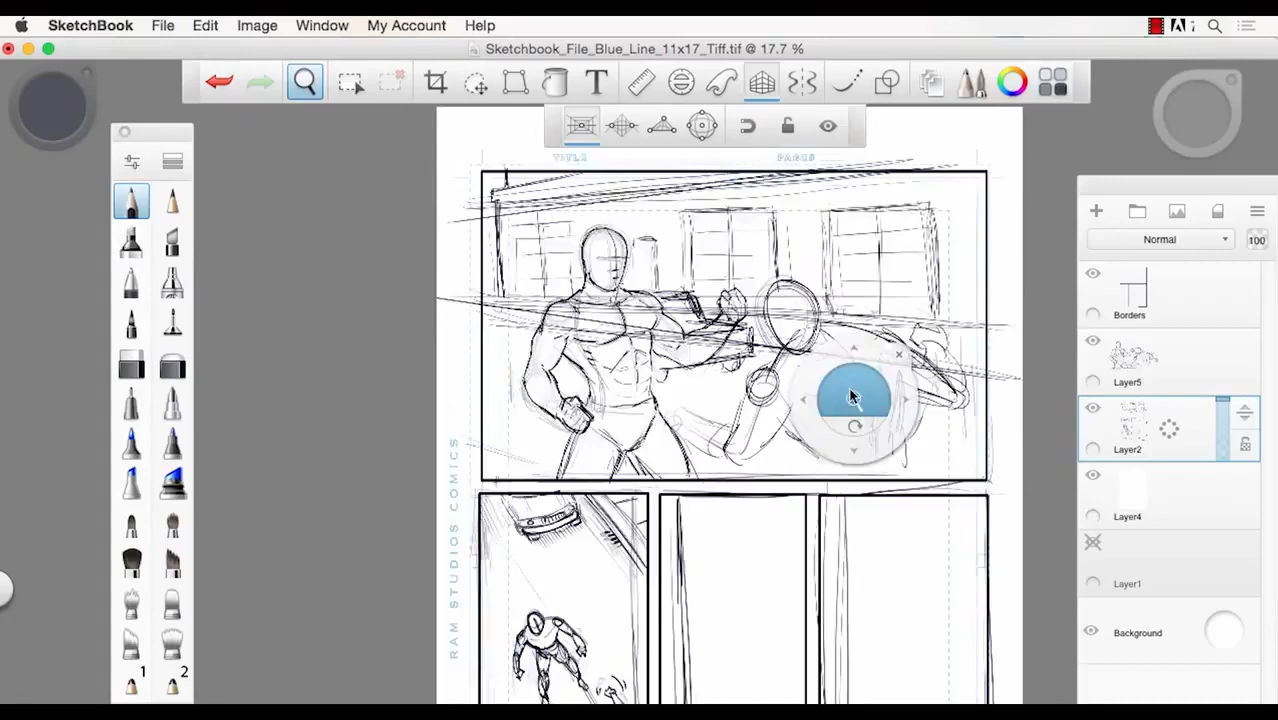 SketchBook File Edit Image Window My Account Help
Sketchbook_File_Blue_Line_11x17_Tiff.tif @ 17.7 %
T
TITLE PAGES
Normal 100
Borders
Layer5
Layer2
Layer4
Layer1
Background
RAM STUDIOS COMICS
1 2